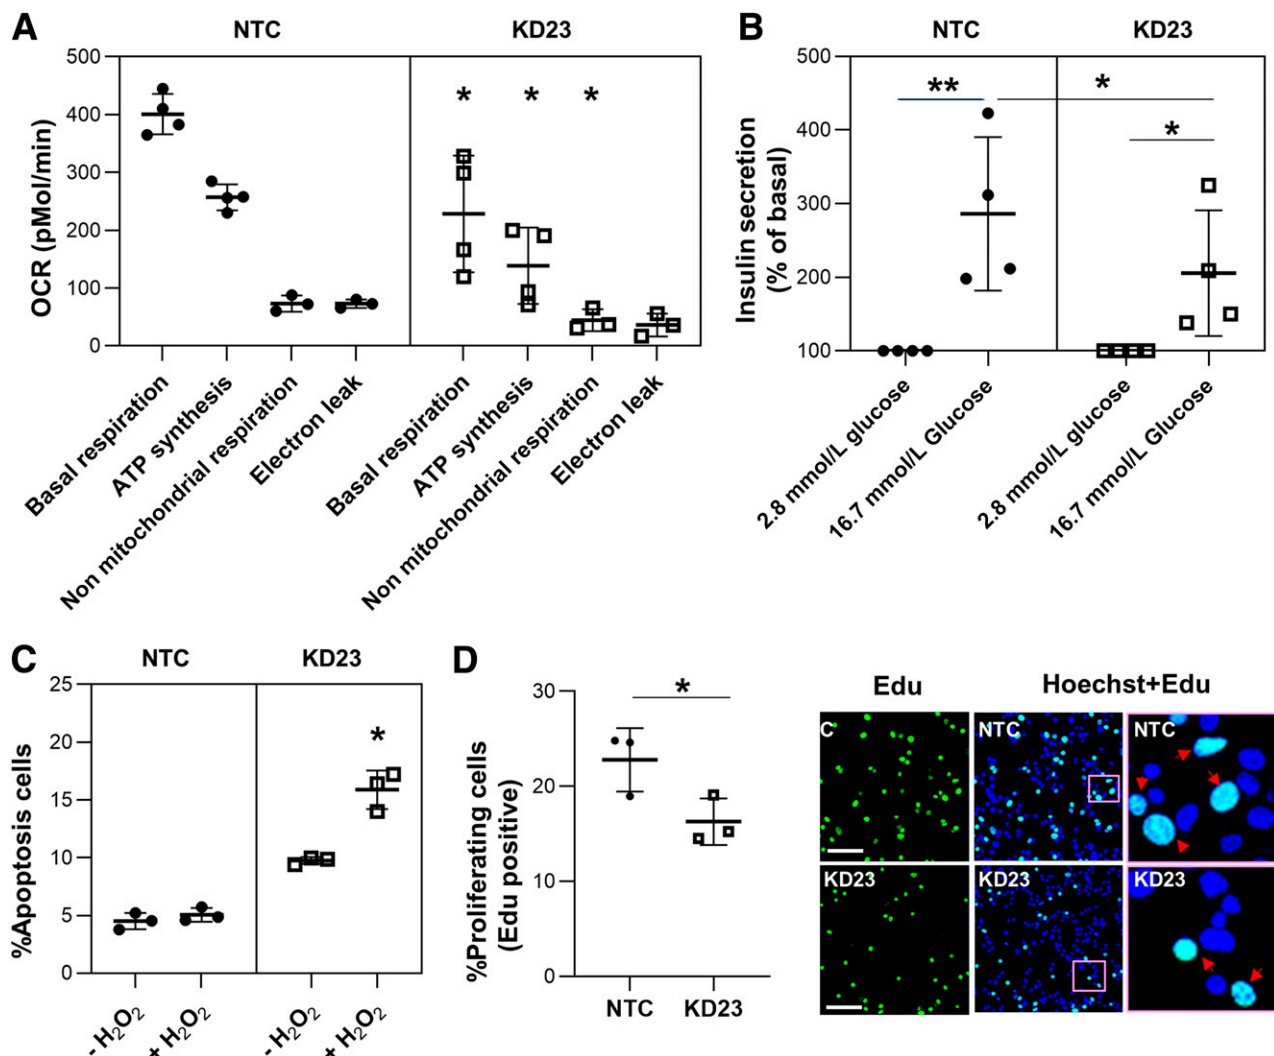 A
NTC
KD23
OCR (pMol/min)
500
400
300
200
100
0
* * *
Basal respiration
ATP synthesis
Non mitochondrial respiration
Electron leak
Basal respiration
ATP synthesis
Non mitochondrial respiration
Electron leak
B
NTC
KD23
Insulin secretion
(% of basal)
500
400
300
200
100
**
*
*
2.8 mmol/L glucose
16.7 mmol/L Glucose
2.8 mmol/L glucose
16.7 mmol/L Glucose
C
NTC
KD23
%Apoptosis cells
25
20
15
10
5
0
*
- H₂O₂
+ H₂O₂
- H₂O₂
+ H₂O₂
D
%Proliferating cells
(Edu positive)
30
20
10
0
*
NTC
KD23
Edu
Hoechst+Edu
C
NTC
NTC
KD23
KD23
KD23